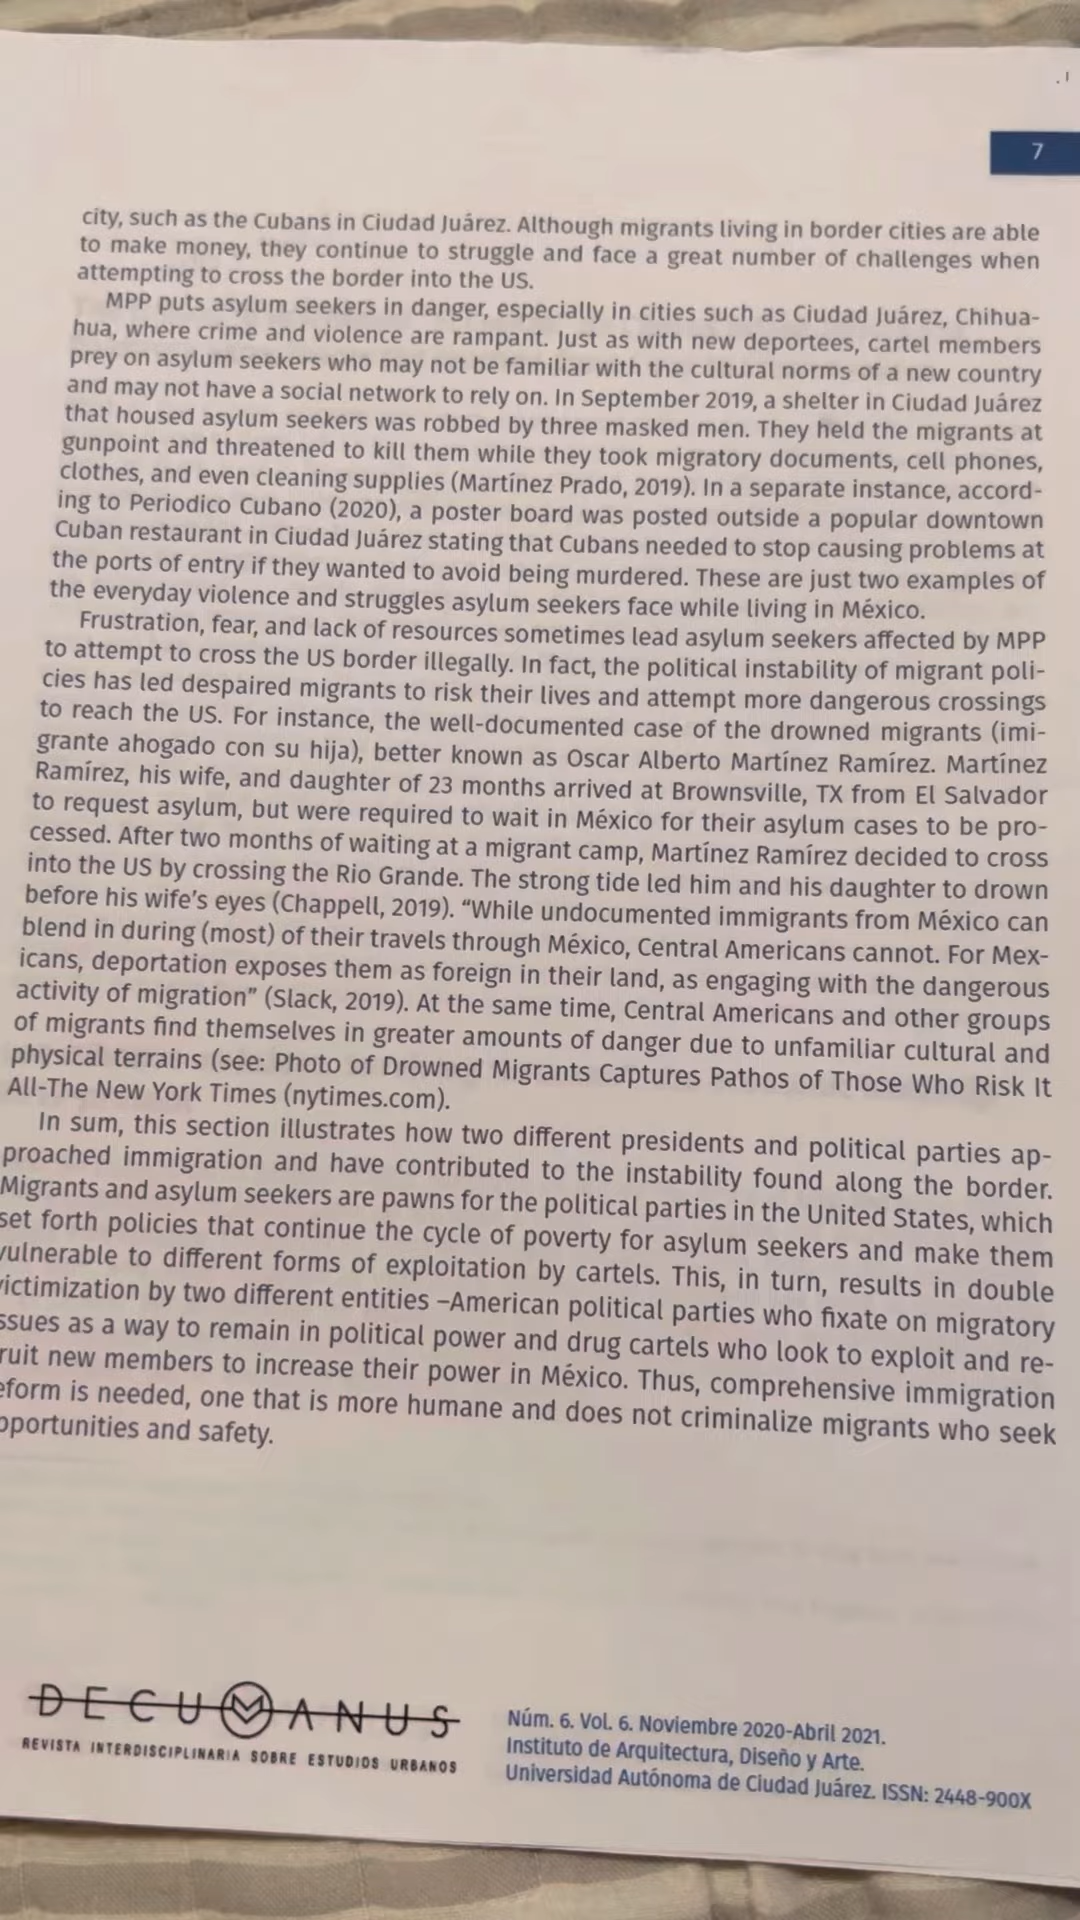 7
city, such as the Cubans in Ciudad Juárez. Although migrants living in border cities are able
to make money, they continue to struggle and face a great number of challenges when
attempting to cross the border into the US.
MPP puts asylum seekers in danger, especially in cities such as Ciudad Juárez, Chihua-
hua, where crime and violence are rampant. Just as with new deportees, cartel members
prey on asylum seekers who may not be familiar with the cultural norms of a new country
and may not have a social network to rely on. In September 2019, a shelter in Ciudad Juárez
that housed asylum seekers was robbed by three masked men. They held the migrants at
gunpoint and threatened to kill them while they took migratory documents, cell phones,
clothes, and even cleaning supplies (Martínez Prado, 2019). In a separate instance, accord-
ing to Periodico Cubano (2020), a poster board was posted outside a popular downtown
Cuban restaurant in Ciudad Juárez stating that Cubans needed to stop causing problems at
the ports of entry if they wanted to avoid being murdered. These are just two examples of
the everyday violence and struggles asylum seekers face while living in México.
Frustration, fear, and lack of resources sometimes lead asylum seekers affected by MPP
to attempt to cross the US border illegally. In fact, the political instability of migrant poli-
cies has led despaired migrants to risk their lives and attempt more dangerous crossings
to reach the US. For instance, the well-documented case of the drowned migrants (imi-
grante ahogado con su hija), better known as Oscar Alberto Martínez Ramírez. Martínez
Ramírez, his wife, and daughter of 23 months arrived at Brownsville, TX from El Salvador
to request asylum, but were required to wait in México for their asylum cases to be pro-
cessed. After two months of waiting at a migrant camp, Martínez Ramírez decided to cross
into the US by crossing the Rio Grande. The strong tide led him and his daughter to drown
before his wife's eyes (Chappell, 2019). “While undocumented immigrants from México can
blend in during (most) of their travels through México, Central Americans cannot. For Mex-
icans, deportation exposes them as foreign in their land, as engaging with the dangerous
activity of migration” (Slack, 2019). At the same time, Central Americans and other groups
of migrants find themselves in greater amounts of danger due to unfamiliar cultural and
physical terrains (see: Photo of Drowned Migrants Captures Pathos of Those Who Risk It
All-The New York Times (nytimes.com).
In sum, this section illustrates how two different presidents and political parties ap-
proached immigration and have contributed to the instability found along the border.
Migrants and asylum seekers are pawns for the political parties in the United States, which
set forth policies that continue the cycle of poverty for asylum seekers and make them
vulnerable to different forms of exploitation by cartels. This, in turn, results in double
victimization by two different entities –American political parties who fixate on migratory
ssues as a way to remain in political power and drug cartels who look to exploit and re-
ruit new members to increase their power in México. Thus, comprehensive immigration
eform is needed, one that is more humane and does not criminalize migrants who seek
pportunities and safety.
DECUMANUS
REVISTA INTERDISCIPLINARIA SOBRE ESTUDIOS URBANOS
Núm. 6. Vol. 6. Noviembre 2020-Abril 2021.
Instituto de Arquitectura, Diseño y Arte.
Universidad Autónoma de Ciudad Juárez. ISSN: 2448-900X